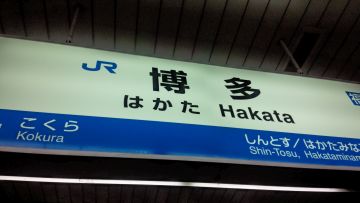 JR 博多
はかた Hakata
こくら
Kokura
しんとす/はかたみな
Shin-Tosu, Hakataminam